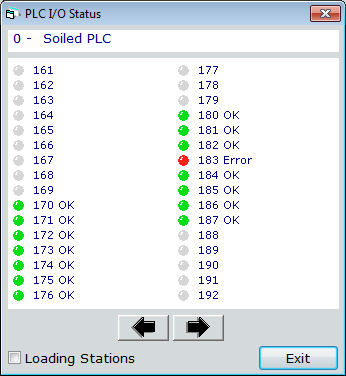 PLC I/O Status
0 - Soiled PLC
161
162
163
164
165
166
167
168
169
170 OK
171 OK
172 OK
173 OK
174 OK
175 OK
176 OK
177
178
179
180 OK
181 OK
182 OK
183 Error
184 OK
185 OK
186 OK
187 OK
188
189
190
191
192
Loading Stations
Exit